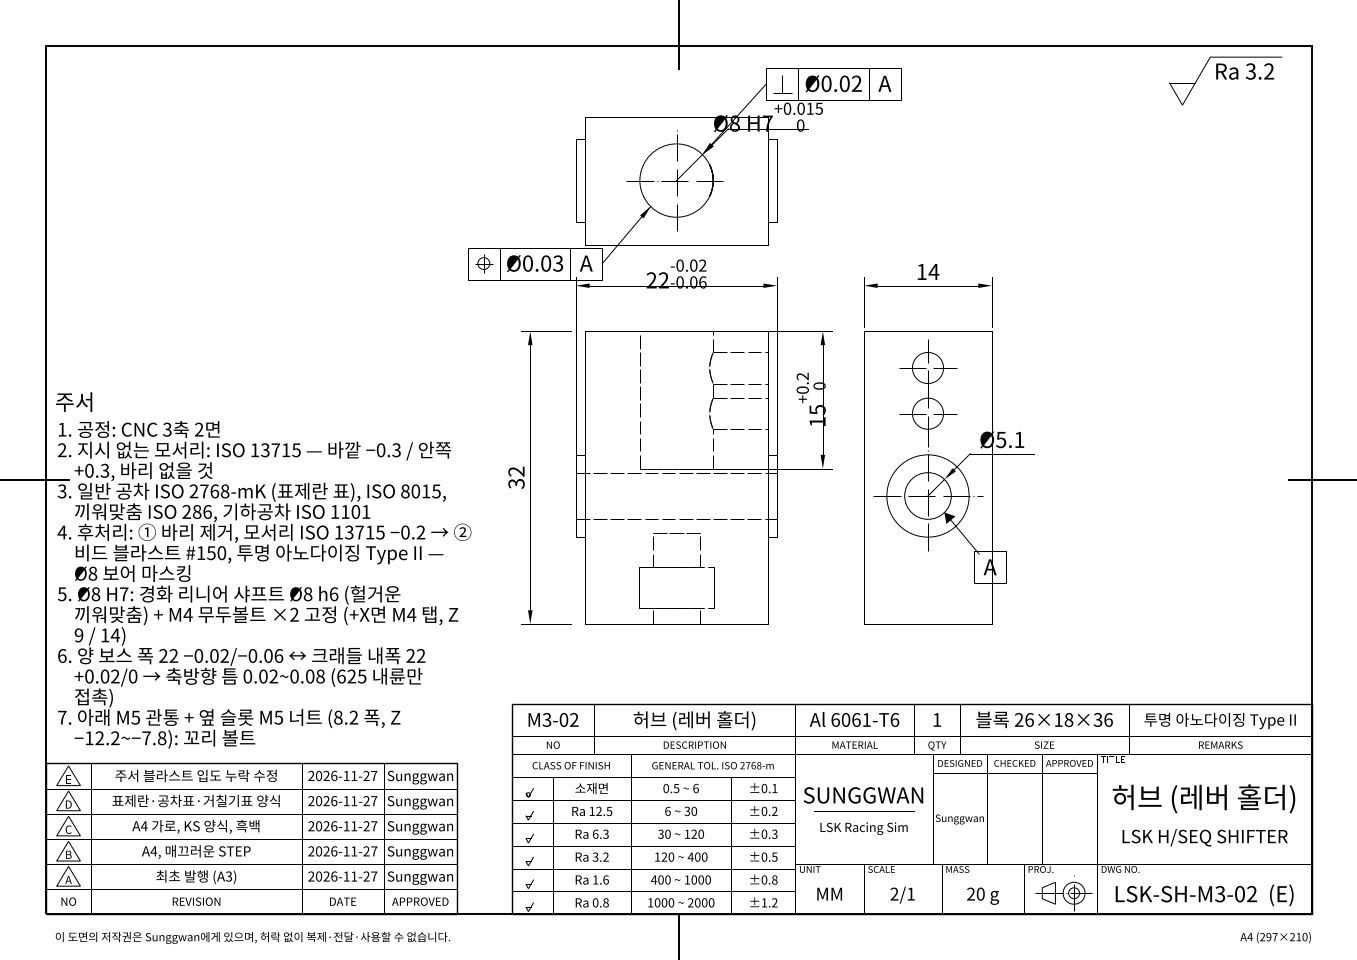 Ra 3.2
⊥ Ø0.02 A
Ø8 H7 +0.015 0
⌖ Ø0.03 A
22 -0.02 -0.06
14
15 +0.2 0
32
Ø5.1
A
주서
1. 공정: CNC 3축 2면
2. 지시 없는 모서리: ISO 13715 — 바깥 −0.3 / 안쪽
+0.3, 바리 없을 것
3. 일반 공차 ISO 2768-mK (표제란 표), ISO 8015,
끼워맞춤 ISO 286, 기하공차 ISO 1101
4. 후처리: ① 바리 제거, 모서리 ISO 13715 −0.2 → ②
비드 블라스트 #150, 투명 아노다이징 Type II —
Ø8 보어 마스킹
5. Ø8 H7: 경화 리니어 샤프트 Ø8 h6 (헐거운
끼워맞춤) + M4 무두볼트 ×2 고정 (+X면 M4 탭, Z
9 / 14)
6. 양 보스 폭 22 −0.02/−0.06 ↔ 크래들 내폭 22
+0.02/0 → 축방향 틈 0.02~0.08 (625 내륜만
접촉)
7. 아래 M5 관통 + 옆 슬롯 M5 너트 (8.2 폭, Z
−12.2~−7.8): 꼬리 볼트
E 주서 블라스트 입도 누락 수정 2026-11-27 Sunggwan
D 표제란·공차표·거칠기표 양식 2026-11-27 Sunggwan
C A4 가로, KS 양식, 흑백 2026-11-27 Sunggwan
B A4, 매끄러운 STEP 2026-11-27 Sunggwan
A 최초 발행 (A3) 2026-11-27 Sunggwan
NO REVISION DATE APPROVED
M3-02 허브 (레버 홀더) Al 6061-T6 1 블록 26×18×36 투명 아노다이징 Type II
NO DESCRIPTION MATERIAL QTY SIZE REMARKS
CLASS OF FINISH GENERAL TOL. ISO 2768-m
소재면 0.5 ~ 6 ±0.1
Ra 12.5 6 ~ 30 ±0.2
Ra 6.3 30 ~ 120 ±0.3
Ra 3.2 120 ~ 400 ±0.5
Ra 1.6 400 ~ 1000 ±0.8
Ra 0.8 1000 ~ 2000 ±1.2
SUNGGWAN
LSK Racing Sim
DESIGNED CHECKED APPROVED
Sunggwan
TITLE
허브 (레버 홀더)
LSK H/SEQ SHIFTER
UNIT SCALE MASS PROJ. DWG NO.
MM 2/1 20 g LSK-SH-M3-02 (E)
이 도면의 저작권은 Sunggwan에게 있으며, 허락 없이 복제·전달·사용할 수 없습니다.
A4 (297×210)